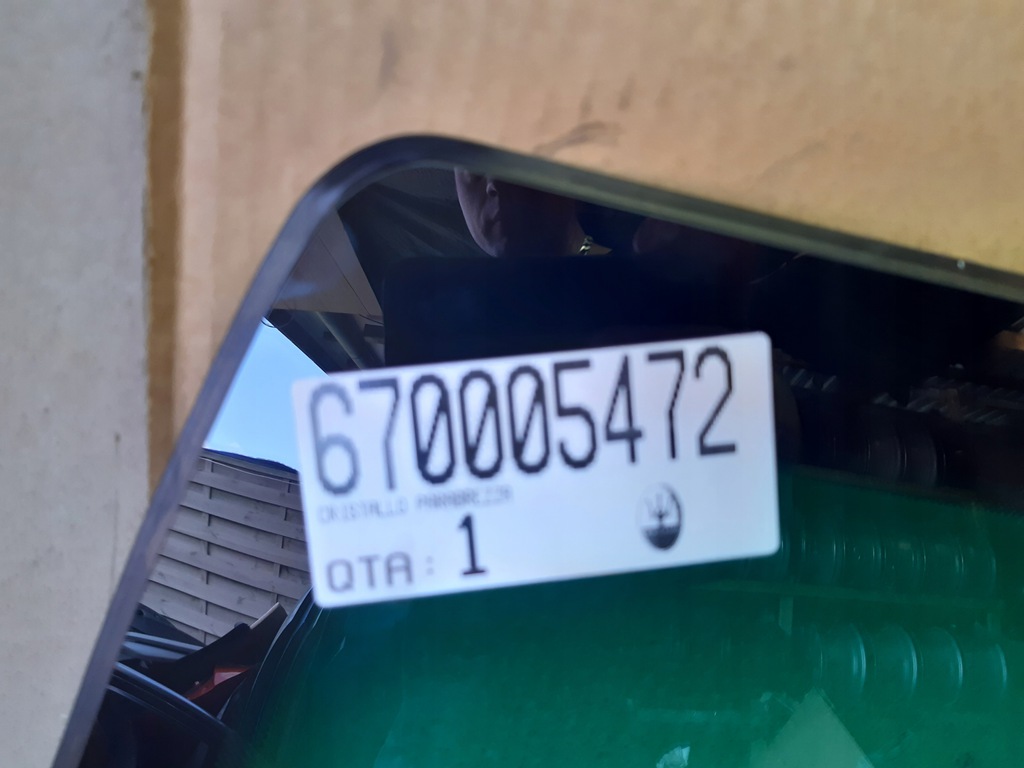 670005472
CRISTALLO PARABREZZA
QTA: 1